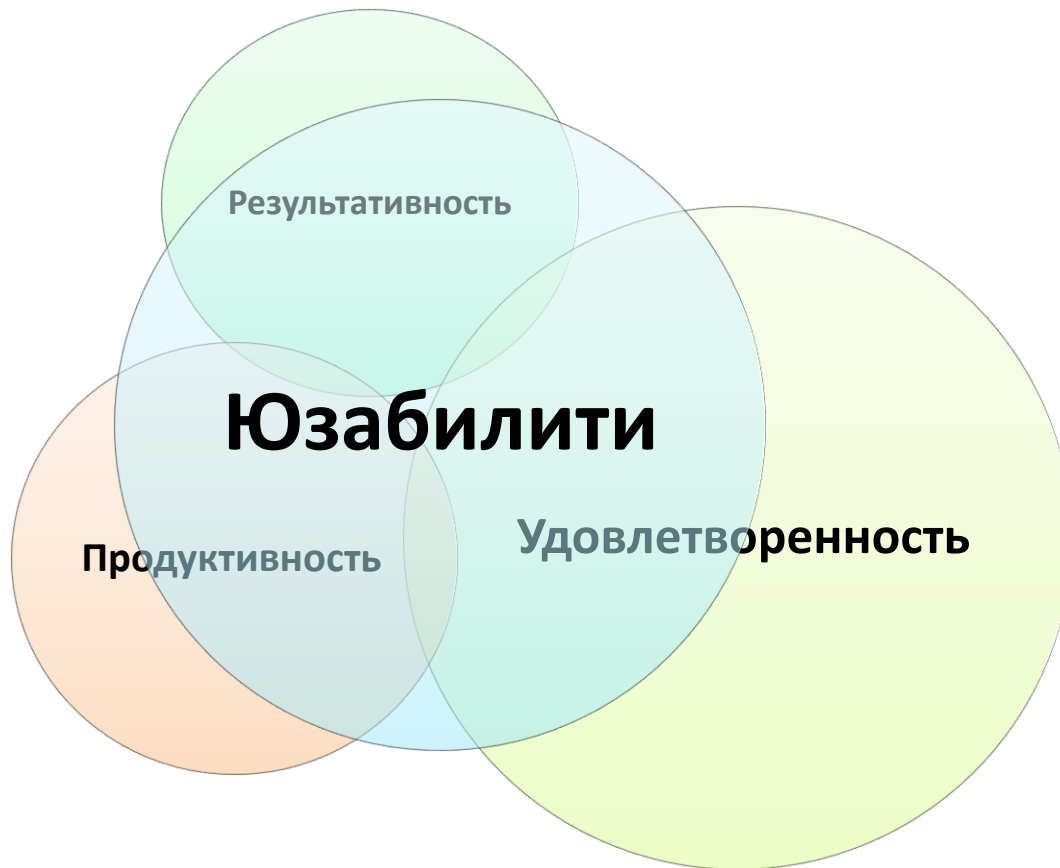 Результативность
Юзабилити
Удовлетворенность
Продуктивность